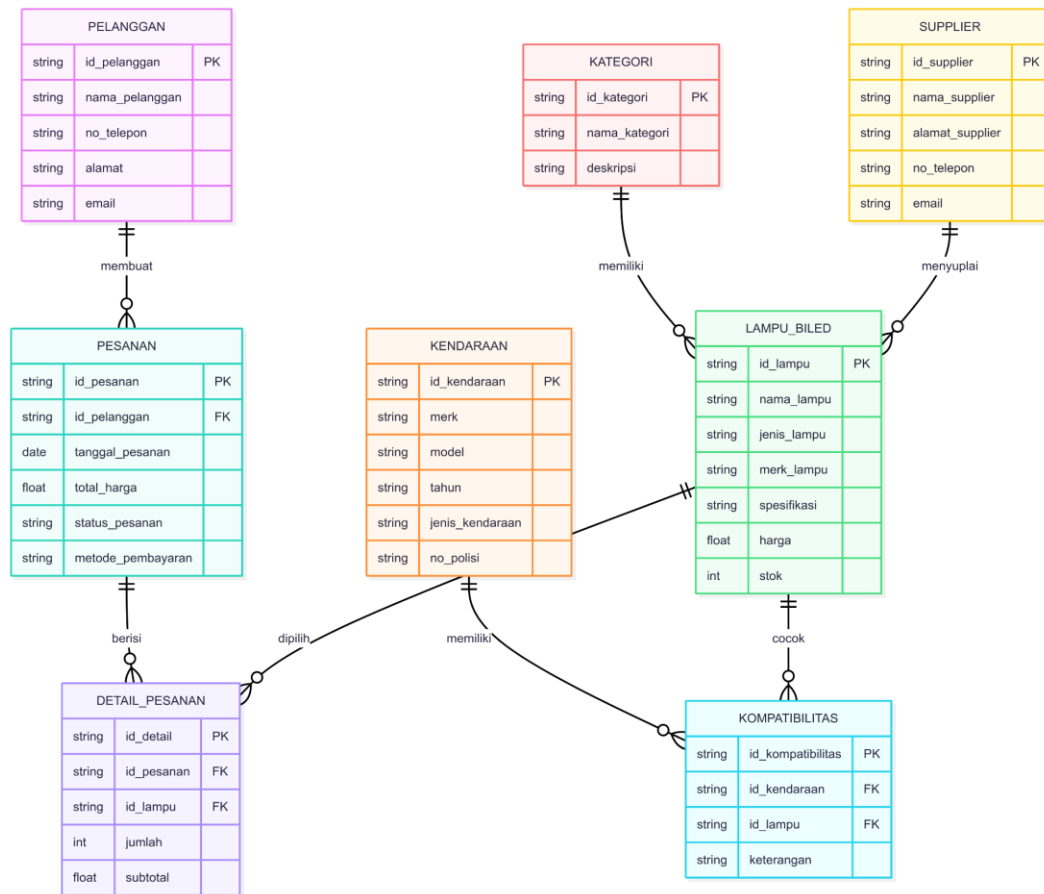 PELANGGAN
string id_pelanggan PK
string nama_pelanggan
string no_telepon
string alamat
string email
KATEGORI
string id_kategori PK
string nama_kategori
string deskripsi
SUPPLIER
string id_supplier PK
string nama_supplier
string alamat_supplier
string no_telepon
string email
membuat
memiliki
menyuplai
PESANAN
string id_pesanan PK
string id_pelanggan FK
date tanggal_pesanan
float total_harga
string status_pesanan
string metode_pembayaran
KENDARAAN
string id_kendaraan PK
string merk
string model
string tahun
string jenis_kendaraan
string no_polisi
LAMPU_BILED
string id_lampu PK
string nama_lampu
string jenis_lampu
string merk_lampu
string spesifikasi
float harga
int stok
berisi
dipilih
memiliki
cocok
DETAIL_PESANAN
string id_detail PK
string id_pesanan FK
string id_lampu FK
int jumlah
float subtotal
KOMPATIBILITAS
string id_kompatibilitas PK
string id_kendaraan FK
string id_lampu FK
string keterangan